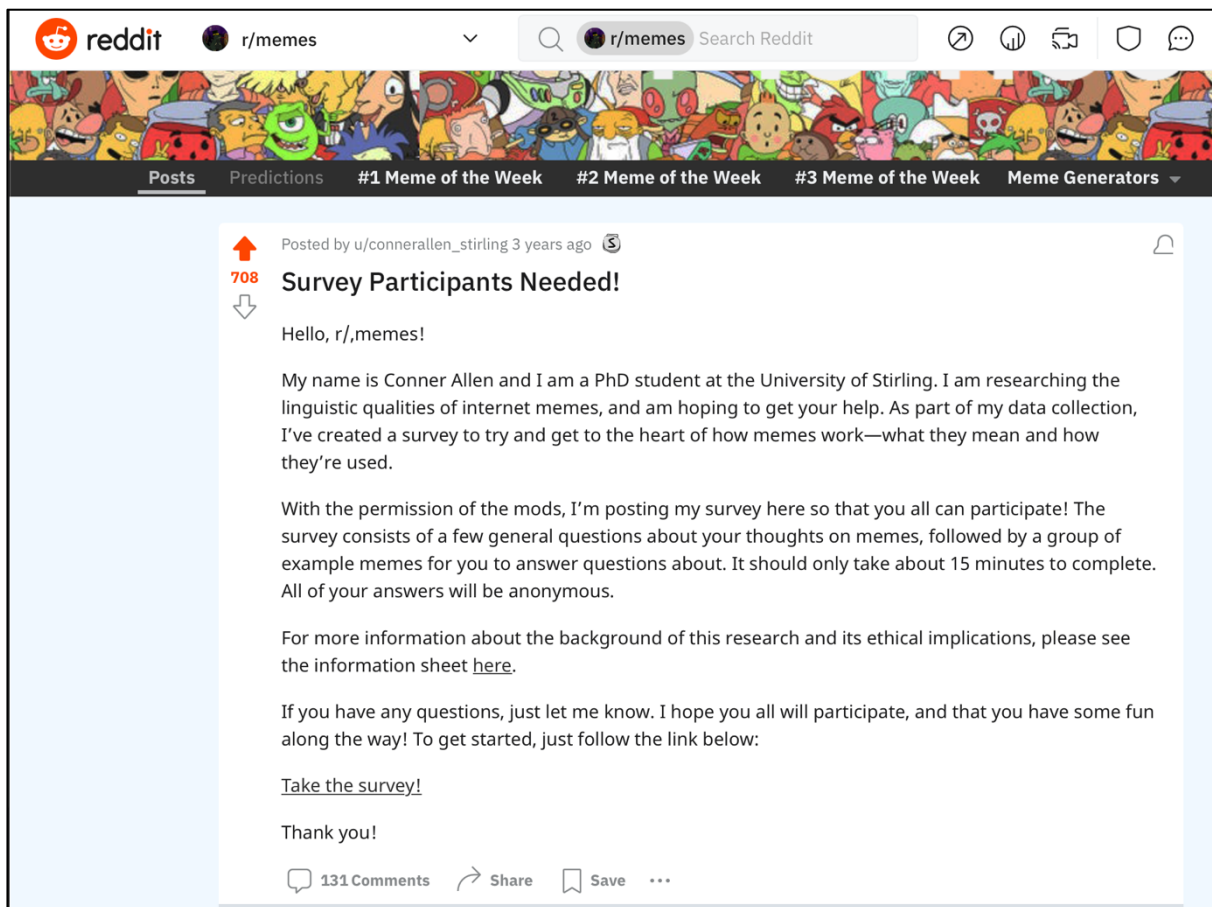 reddit r/memes r/memes Search Reddit
Posts Predictions #1 Meme of the Week #2 Meme of the Week #3 Meme of the Week Meme Generators
Posted by u/connerallen_stirling 3 years ago
708
Survey Participants Needed!
Hello, r/,memes!
My name is Conner Allen and I am a PhD student at the University of Stirling. I am researching the
linguistic qualities of internet memes, and am hoping to get your help. As part of my data collection,
I've created a survey to try and get to the heart of how memes work—what they mean and how
they're used.
With the permission of the mods, I'm posting my survey here so that you all can participate! The
survey consists of a few general questions about your thoughts on memes, followed by a group of
example memes for you to answer questions about. It should only take about 15 minutes to complete.
All of your answers will be anonymous.
For more information about the background of this research and its ethical implications, please see
the information sheet here.
If you have any questions, just let me know. I hope you all will participate, and that you have some fun
along the way! To get started, just follow the link below:
Take the survey!
Thank you!
131 Comments Share Save ···